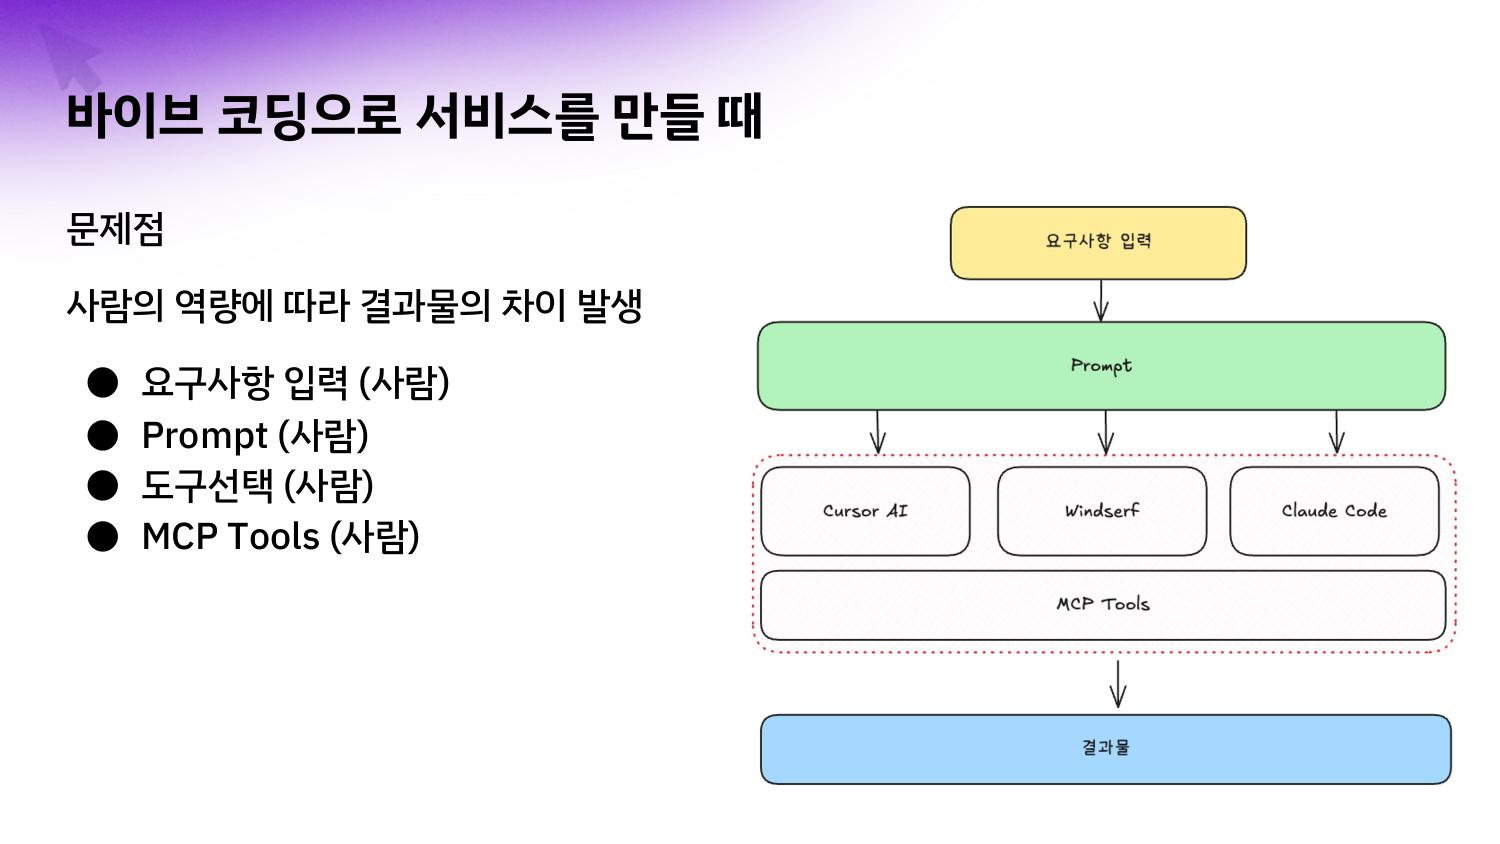 바이브 코딩으로 서비스를 만들 때
문제점
사람의 역량에 따라 결과물의 차이 발생
● 요구사항 입력 (사람)
● Prompt (사람)
● 도구선택 (사람)
● MCP Tools (사람)
요구사항 입력
Prompt
Cursor AI
Windserf
Claude Code
MCP Tools
결과물